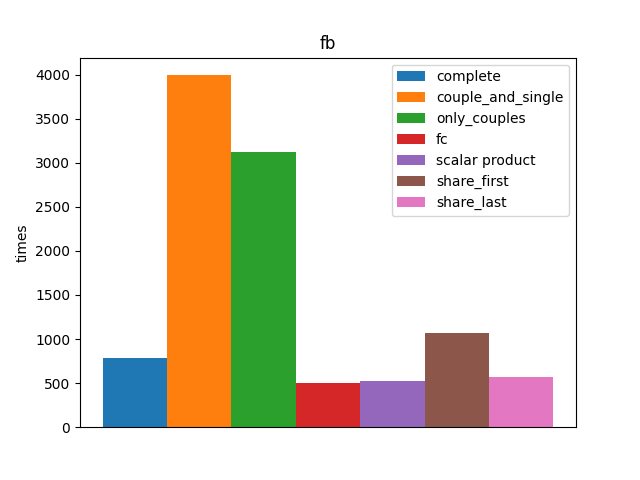 fb
4000
3500
3000
2500
2000
1500
1000
500
0
times
complete
couple_and_single
only_couples
fc
scalar product
share_first
share_last